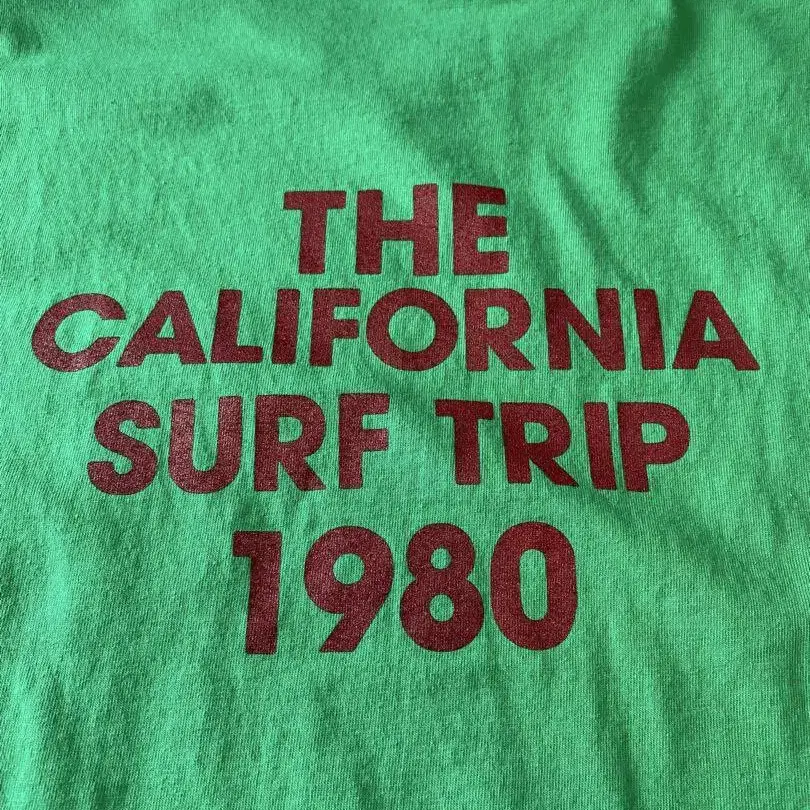 THE
CALIFORNIA
SURF TRIP
1980